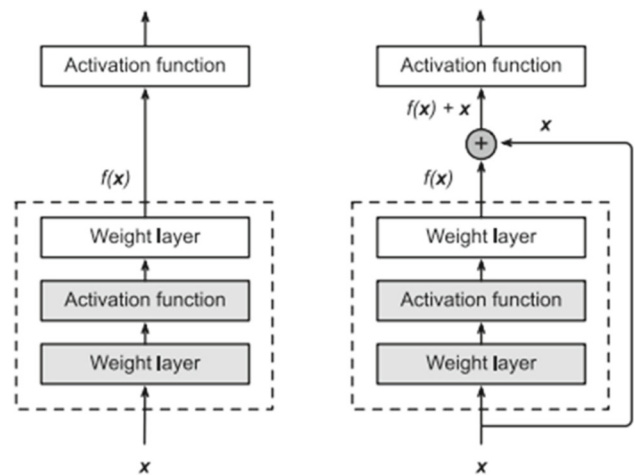 Activation function
f(x)
Weight layer
Activation function
Weight layer
x
Activation function
f(x) + x
x
+
f(x)
Weight layer
Activation function
Weight layer
x